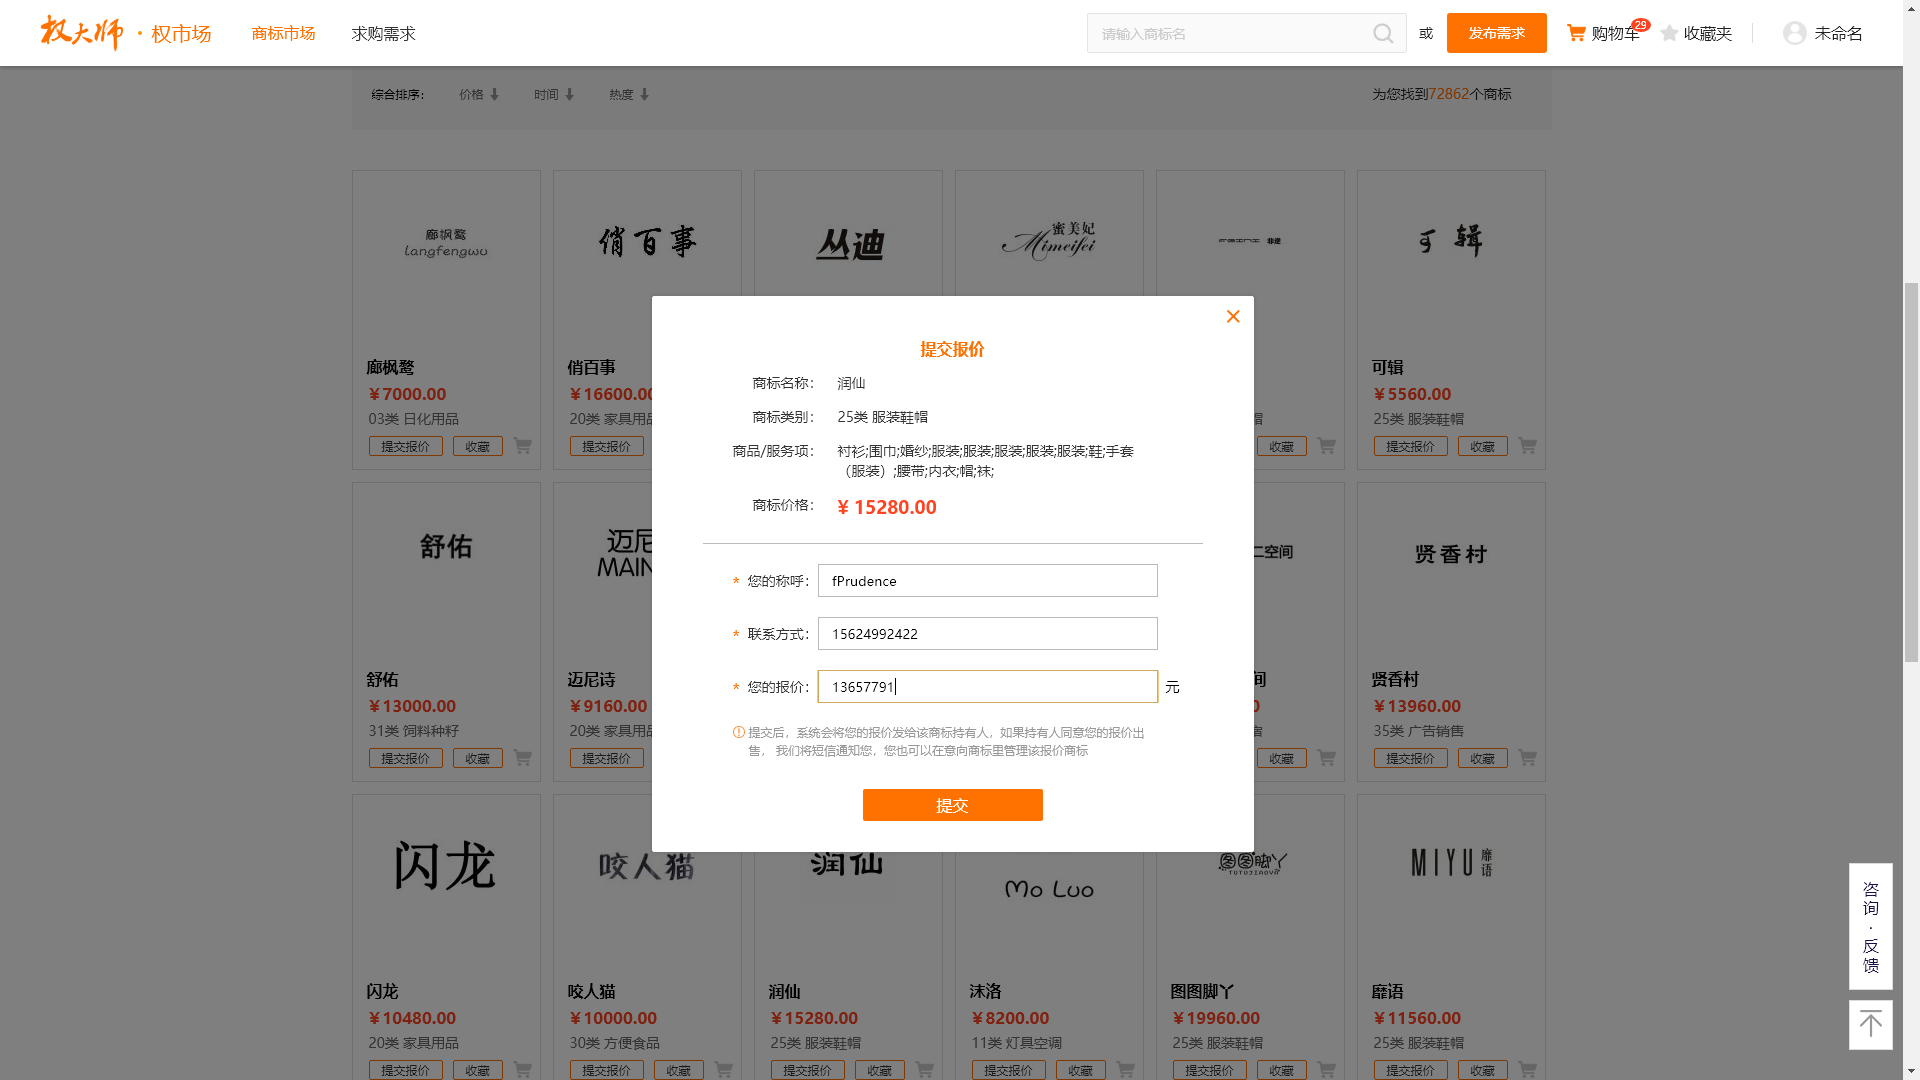 权大师 · 权市场 商标市场 求购需求 请输入商标名 或 发布需求 购物车 29 收藏夹 未命名
综合排序： 价格 时间 热度 为您找到72862个商标
廊枫鹜 langfengwu 俏百事 丛迪 蜜美妃 Mimeifei 非逆 可辑
廊枫鹜 俏百事 可辑
￥7000.00 ￥16600.00 ￥5560.00
03类 日化用品 20类 家具用品 25类 服装鞋帽
提交报价 收藏 提交报价 收藏 提交报价 收藏
提交报价
商标名称： 润仙
商标类别： 25类 服装鞋帽
商品/服务项： 衬衫;围巾;婚纱;服装;服装;服装;服装;服装;鞋;手套
（服装）;腰带;内衣;帽;袜;
商标价格： ¥ 15280.00
* 您的称呼： fPrudence
* 联系方式： 15624992422
* 您的报价： 13657791 元
提交后，系统会将您的报价发给该商标持有人，如果持有人同意您的报价出
售， 我们将短信通知您，您也可以在意向商标里管理该报价商标
提交
舒佑 迈尼 MAIN 二空间 贤香村
舒佑 迈尼诗 间 贤香村
￥13000.00 ￥9160.00 0 ￥13960.00
31类 饲料种籽 20类 家具用品 35类 广告销售
提交报价 收藏 提交报价 收藏 提交报价 收藏
闪龙 咬人猫 润仙 Mo Luo 图图脚丫 TUTUJIAOYA MIYU 靡语
闪龙 咬人猫 润仙 沫洛 图图脚丫 靡语
￥10480.00 ￥10000.00 ￥15280.00 ￥8200.00 ￥19960.00 ￥11560.00
20类 家具用品 30类 方便食品 25类 服装鞋帽 11类 灯具空调 25类 服装鞋帽 25类 服装鞋帽
提交报价 收藏 提交报价 收藏 提交报价 收藏 提交报价 收藏 提交报价 收藏 提交报价 收藏
咨询·反馈